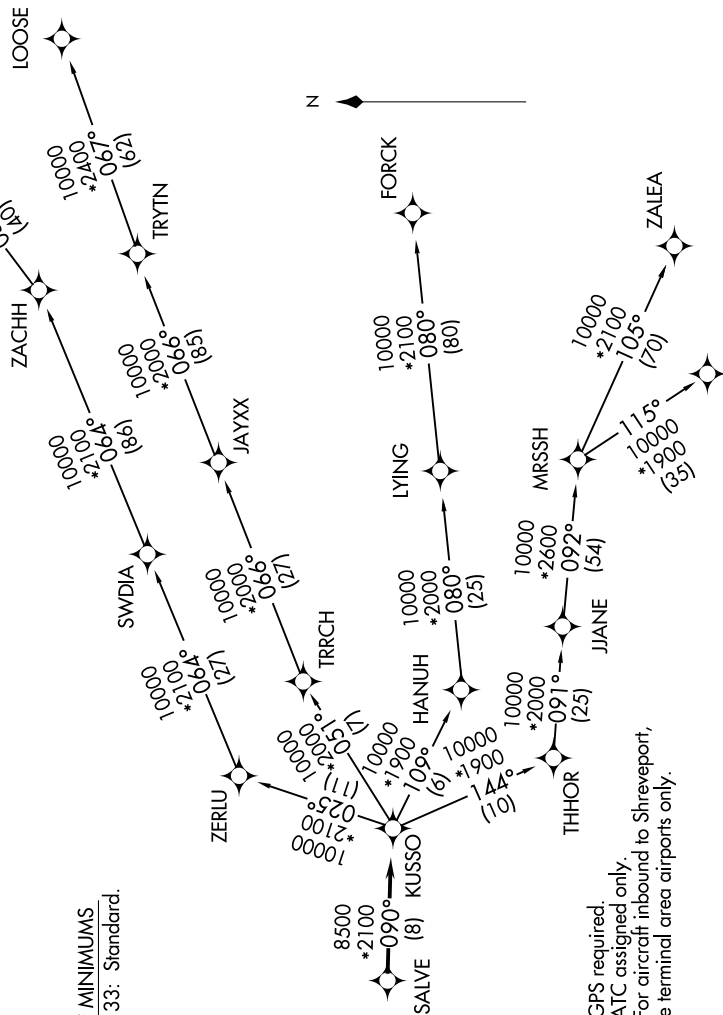 LOOSE
10000
*2400
067°
(62)
N
(40)
ZACHH
TRYTN
FORCK
ZALEA
10000
*2000
066°
(85)
10000
*2100
080°
(80)
10000
*2100
105°
(70)
10000
*2100
064°
(86)
JAYXX
LYING
MRSSH
115°
10000
*1900
(35)
SWDIA
10000
*2000
066°
(27)
10000
*2000
080°
(25)
10000
*2600
092°
(54)
10000
*2100
064°
(27)
TRRCH
HANUH
JJANE
10000
*2000
051°
(7)
10000
*1900
109°
(6)
10000
*2000
091°
(25)
ZERLU
10000
*2100
025°
(11)
10000
*1900
144°
(10)
THHOR
KUSSO
8500
*2100
090°
(8)
SALVE
MINIMUMS
33: Standard.
GPS required.
ATC assigned only.
For aircraft inbound to Shreveport,
e terminal area airports only.